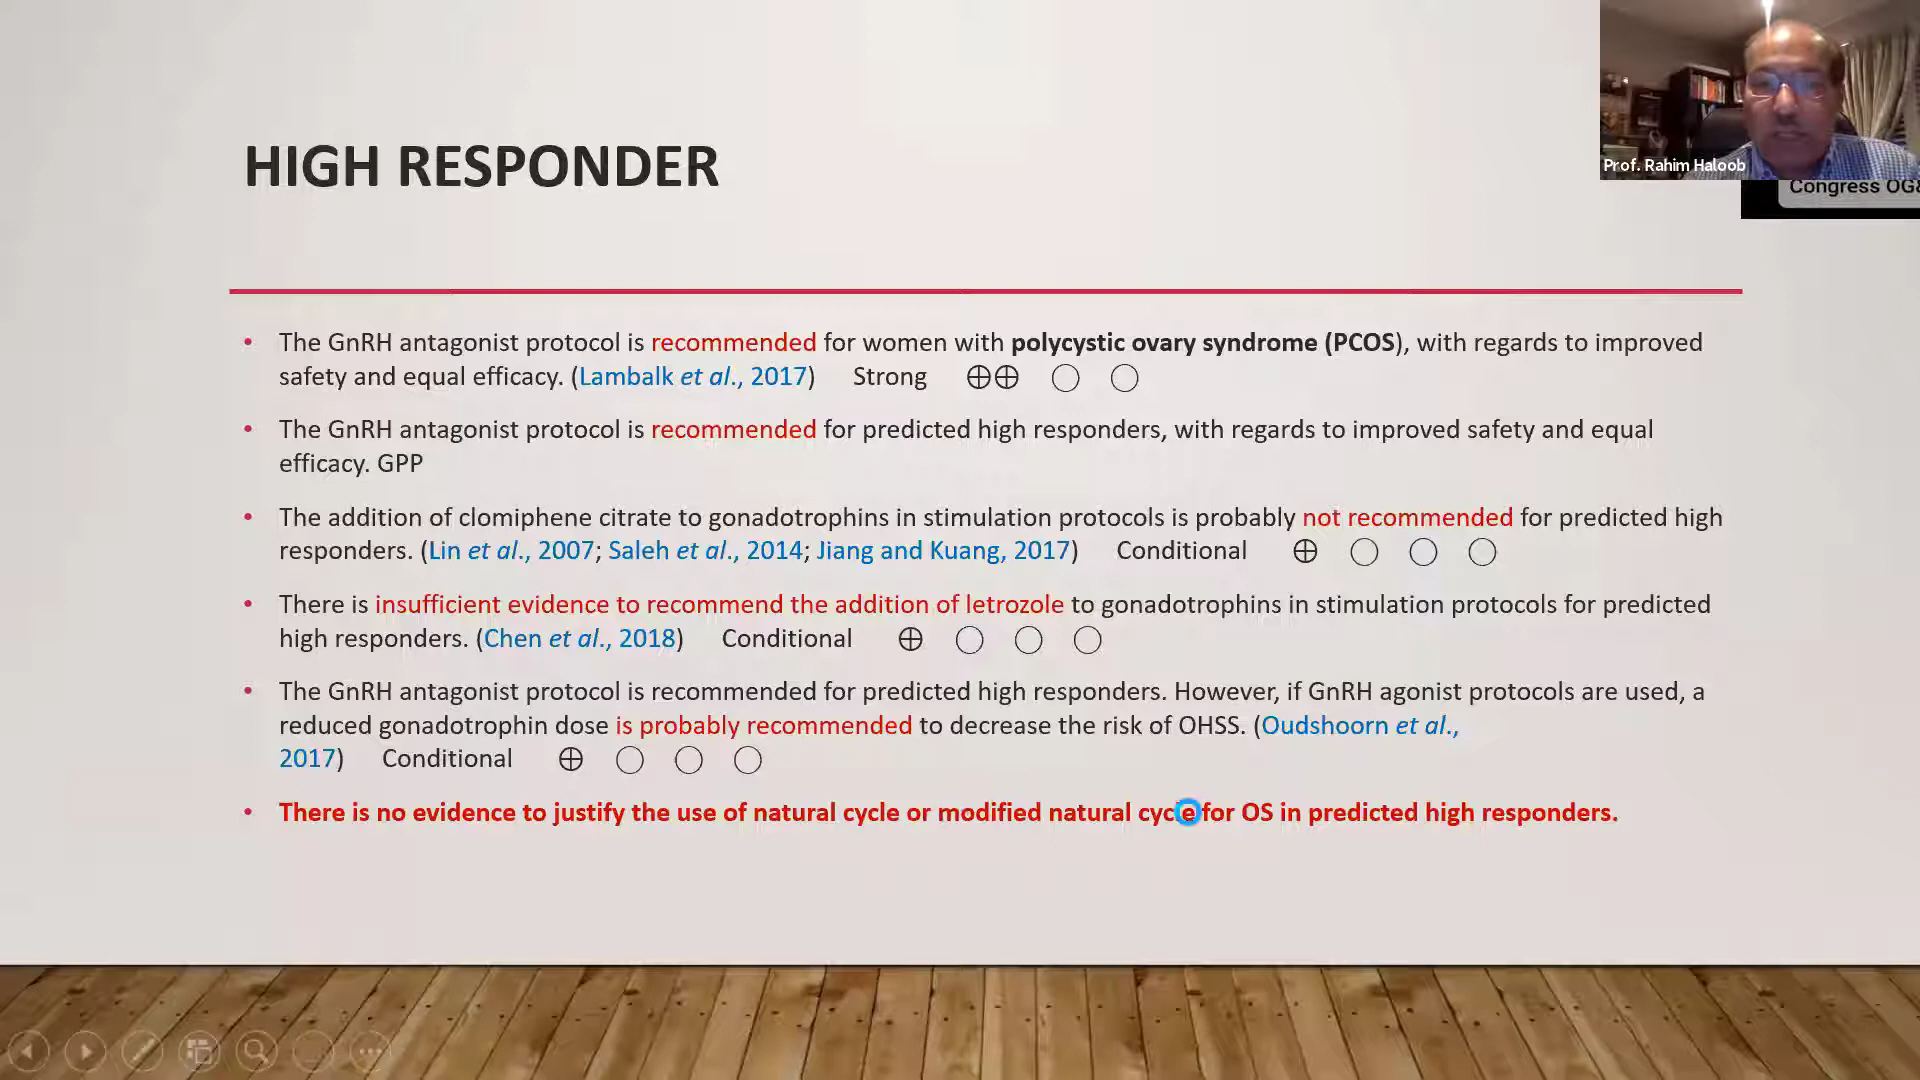 HIGH RESPONDER
Prof. Rahim Haloob
Congress OG&
• The GnRH antagonist protocol is recommended for women with polycystic ovary syndrome (PCOS), with regards to improved
safety and equal efficacy. (Lambalk et al., 2017) Strong ⊕⊕ ○ ○
• The GnRH antagonist protocol is recommended for predicted high responders, with regards to improved safety and equal
efficacy. GPP
• The addition of clomiphene citrate to gonadotrophins in stimulation protocols is probably not recommended for predicted high
responders. (Lin et al., 2007; Saleh et al., 2014; Jiang and Kuang, 2017) Conditional ⊕ ○ ○ ○
• There is insufficient evidence to recommend the addition of letrozole to gonadotrophins in stimulation protocols for predicted
high responders. (Chen et al., 2018) Conditional ⊕ ○ ○ ○
• The GnRH antagonist protocol is recommended for predicted high responders. However, if GnRH agonist protocols are used, a
reduced gonadotrophin dose is probably recommended to decrease the risk of OHSS. (Oudshoorn et al.,
2017) Conditional ⊕ ○ ○ ○
• There is no evidence to justify the use of natural cycle or modified natural cycle for OS in predicted high responders.